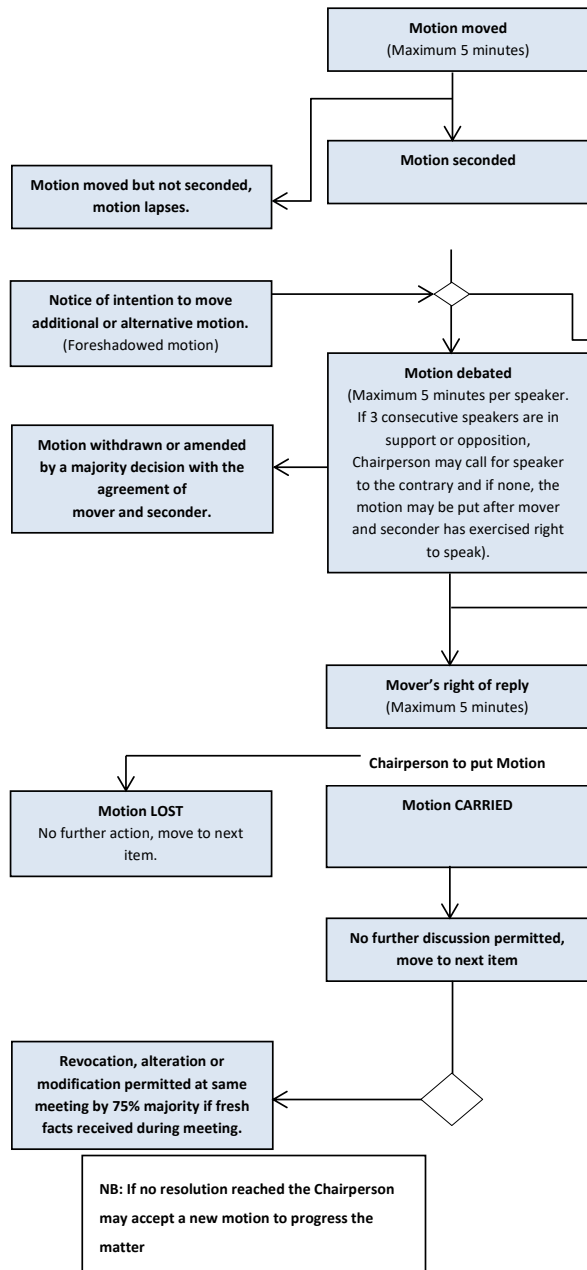 Motion moved
(Maximum 5 minutes)
Motion seconded
Motion moved but not seconded,
motion lapses.
Notice of intention to move
additional or alternative motion.
(Foreshadowed motion)
Motion debated
(Maximum 5 minutes per speaker.
If 3 consecutive speakers are in
support or opposition,
Chairperson may call for speaker
to the contrary and if none, the
motion may be put after mover
and seconder has exercised right
to speak).
Motion withdrawn or amended
by a majority decision with the
agreement of
mover and seconder.
Mover’s right of reply
(Maximum 5 minutes)
Chairperson to put Motion
Motion LOST
No further action, move to next
item.
Motion CARRIED
No further discussion permitted,
move to next item
Revocation, alteration or
modification permitted at same
meeting by 75% majority if fresh
facts received during meeting.
NB: If no resolution reached the Chairperson
may accept a new motion to progress the
matter